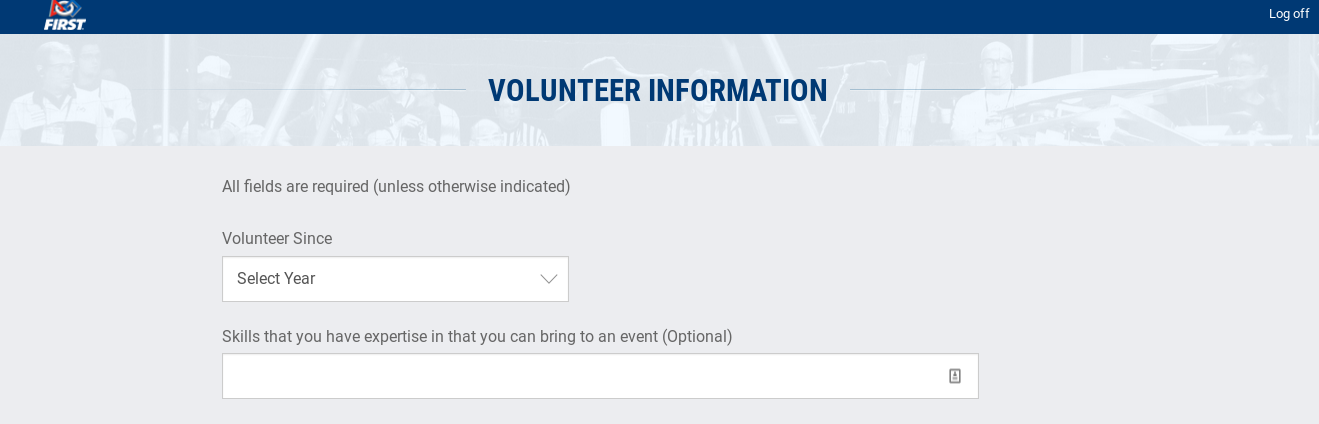 FIRST
Log off
VOLUNTEER INFORMATION
All fields are required (unless otherwise indicated)
Volunteer Since
Select Year
Skills that you have expertise in that you can bring to an event (Optional)